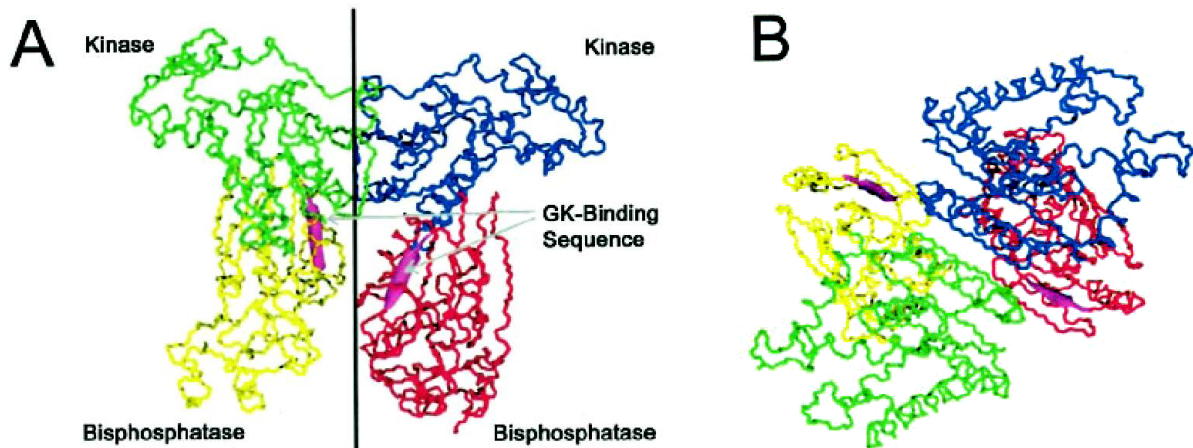 A
Kinase
Kinase
GK-Binding
Sequence
Bisphosphatase
Bisphosphatase
B